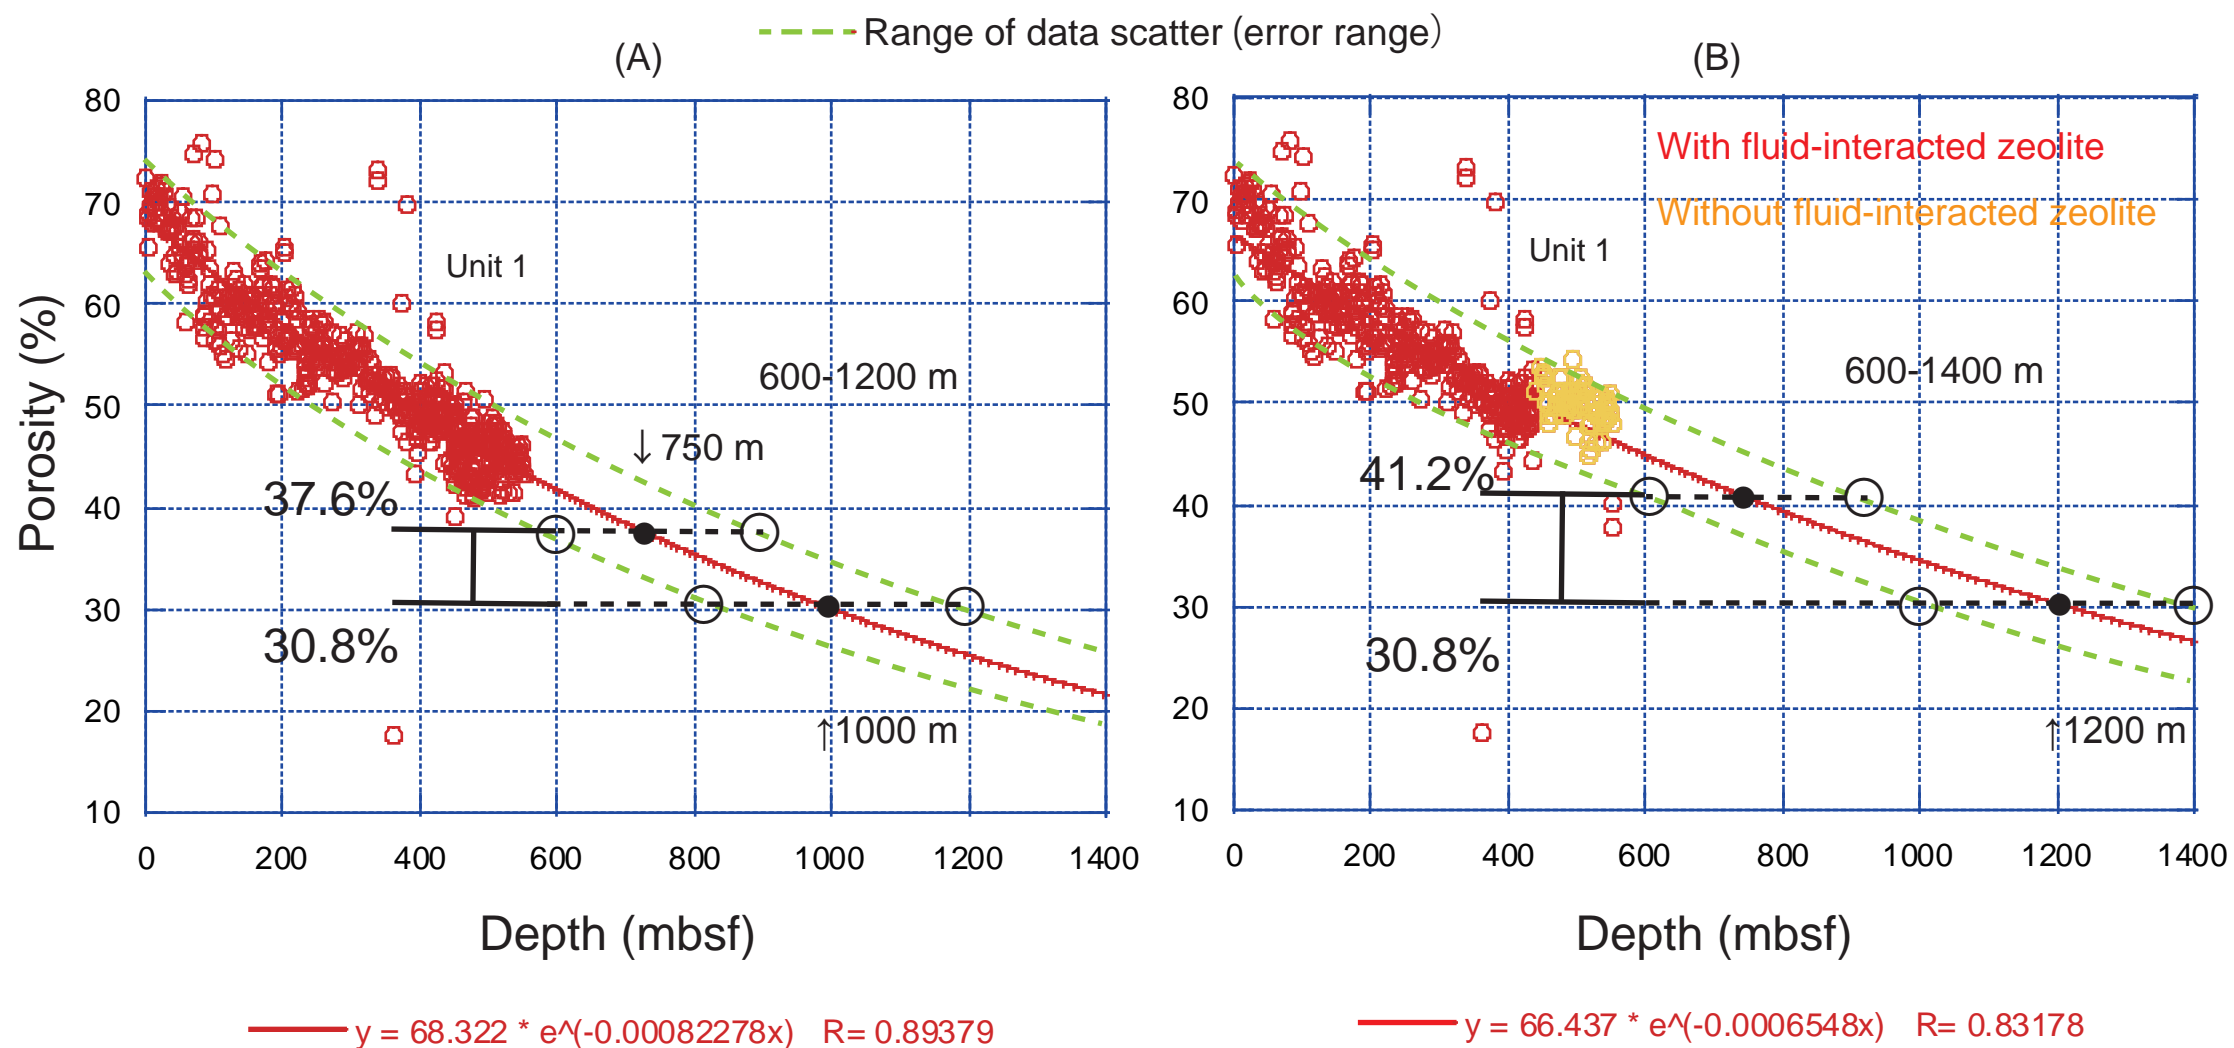 Range of data scatter (error range)
(A)
(B)
80
70
60
50
40
30
20
10
Porosity (%)
Unit 1
600-1200 m
↓750 m
37.6%
30.8%
↑1000 m
0
200
400
600
800
1000
1200
1400
Depth (mbsf)
y = 68.322 * e^(-0.00082278x) R= 0.89379
80
70
60
50
40
30
20
10
With fluid-interacted zeolite
Without fluid-interacted zeolite
Unit 1
600-1400 m
41.2%
30.8%
↑1200 m
0
200
400
600
800
1000
1200
1400
Depth (mbsf)
y = 66.437 * e^(-0.0006548x) R= 0.83178